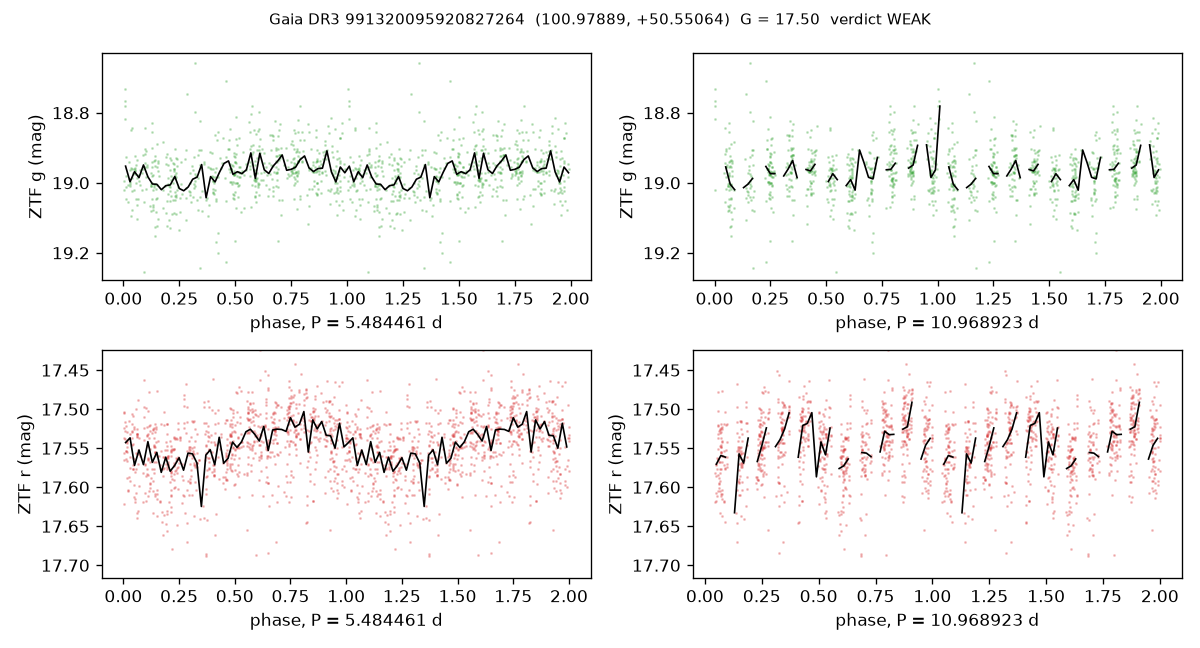 Gaia DR3 991320095920827264 (100.97889, +50.55064) G = 17.50 verdict WEAK
ZTF g (mag)
18.8
19.0
19.2
0.00 0.25 0.50 0.75 1.00 1.25 1.50 1.75 2.00
phase, P = 5.484461 d
ZTF g (mag)
18.8
19.0
19.2
0.00 0.25 0.50 0.75 1.00 1.25 1.50 1.75 2.00
phase, P = 10.968923 d
ZTF r (mag)
17.45
17.50
17.55
17.60
17.65
17.70
0.00 0.25 0.50 0.75 1.00 1.25 1.50 1.75 2.00
phase, P = 5.484461 d
ZTF r (mag)
17.45
17.50
17.55
17.60
17.65
17.70
0.00 0.25 0.50 0.75 1.00 1.25 1.50 1.75 2.00
phase, P = 10.968923 d